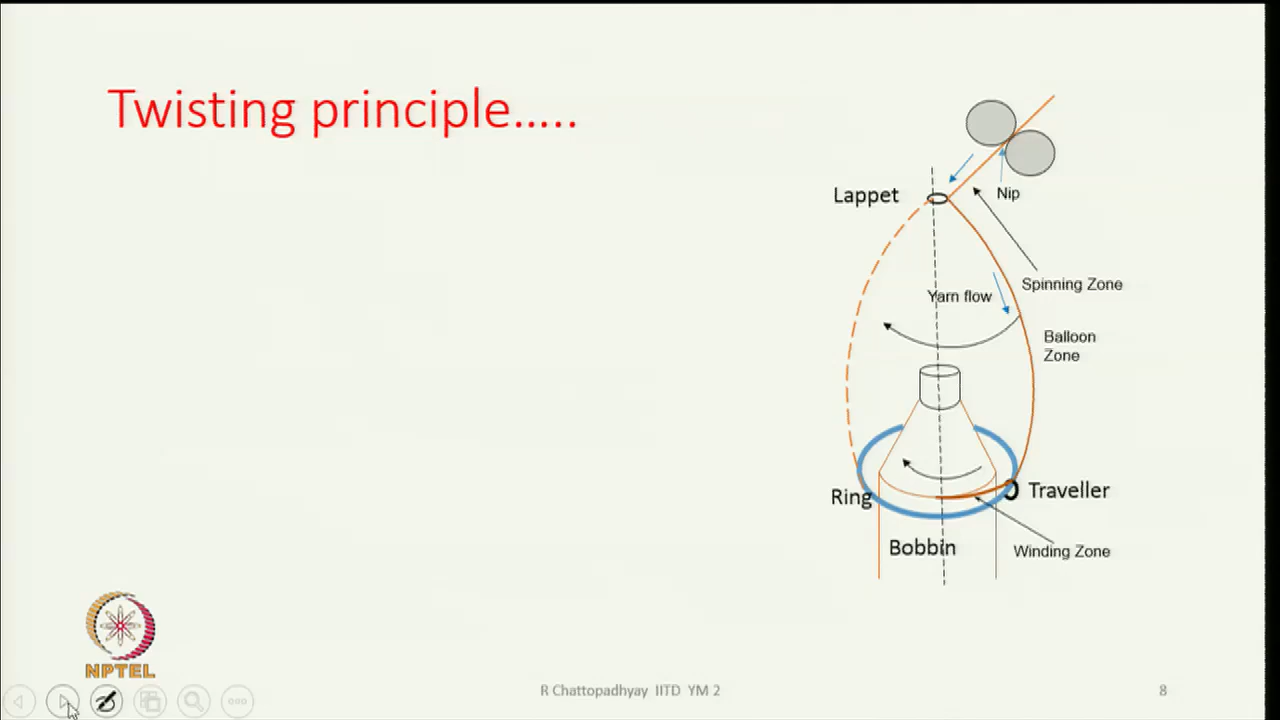 Twisting principle.....
Lappet
Nip
Spinning Zone
Yarn flow
Balloon
Zone
Ring
Traveller
Bobbin
Winding Zone
NPTEL
R Chattopadhyay IITD YM 2
8